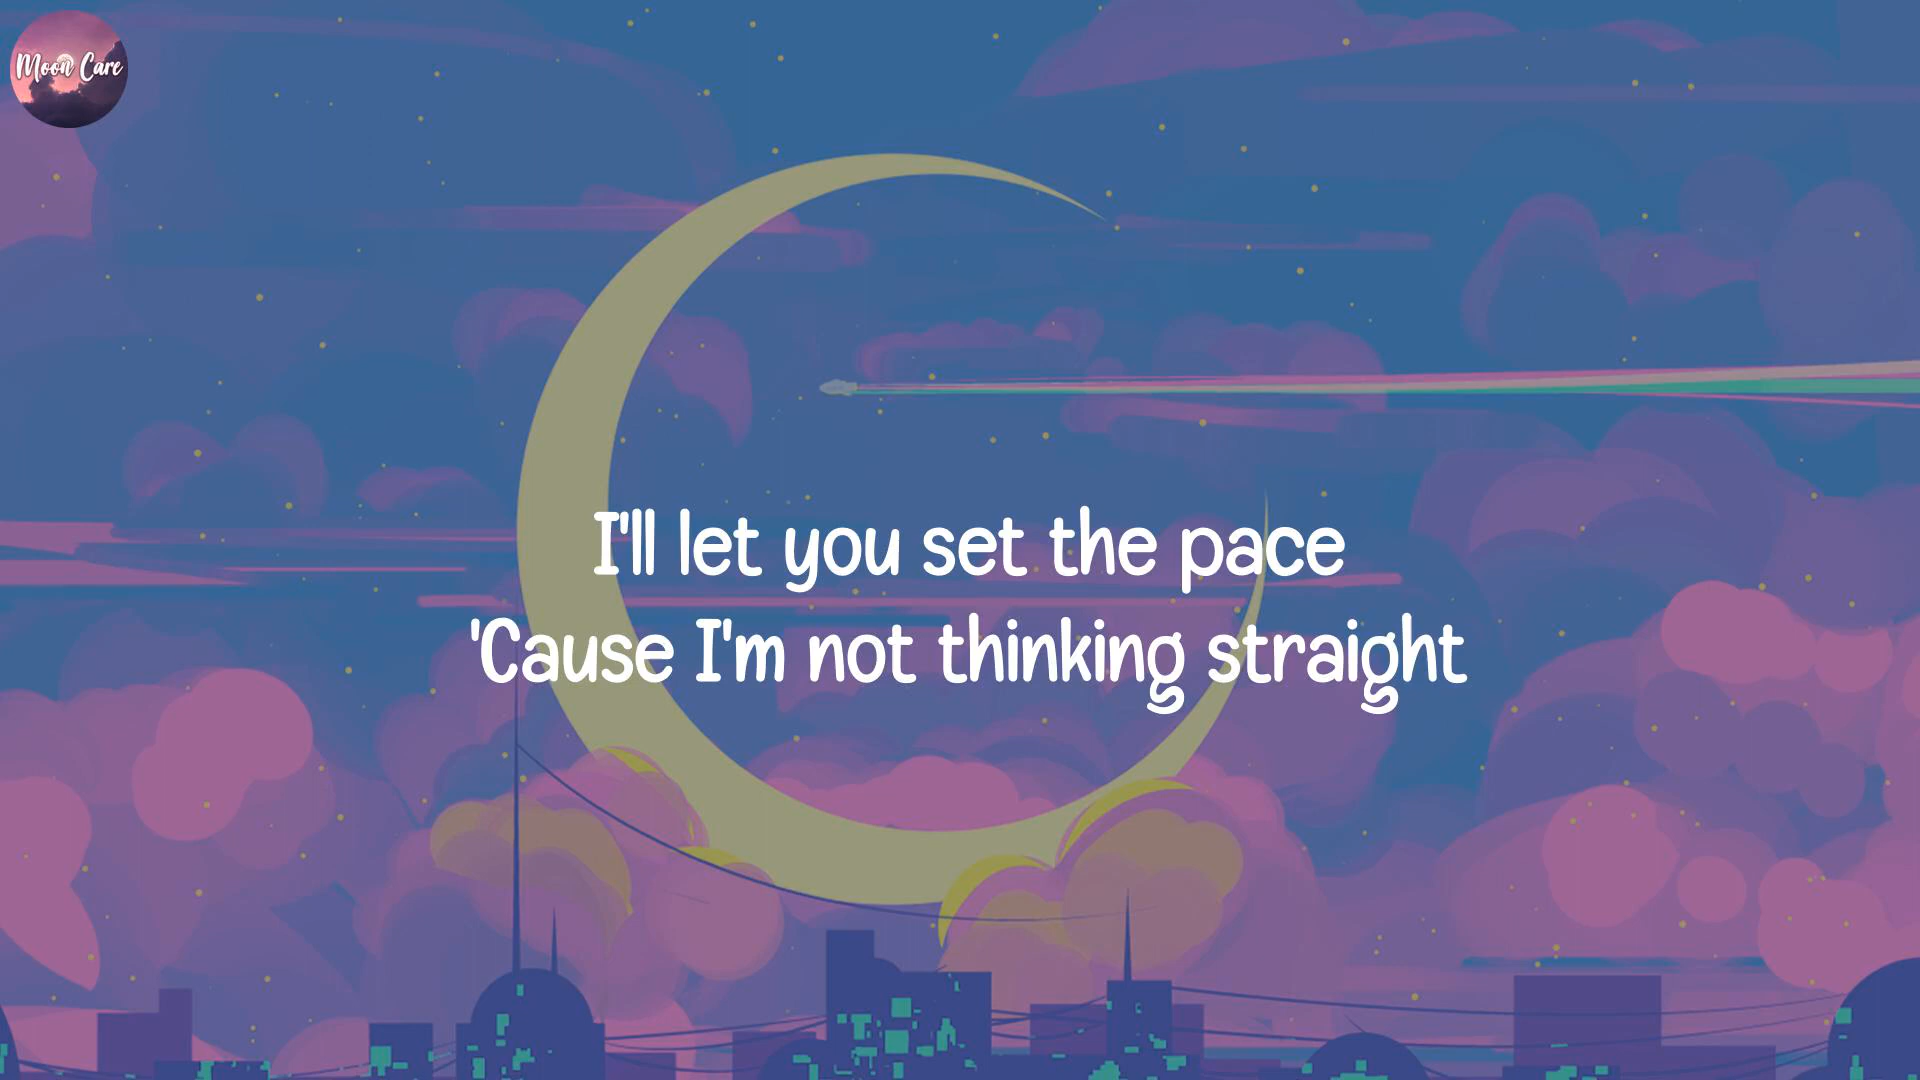 Moon Care
I'll let you set the pace
'Cause I'm not thinking straight